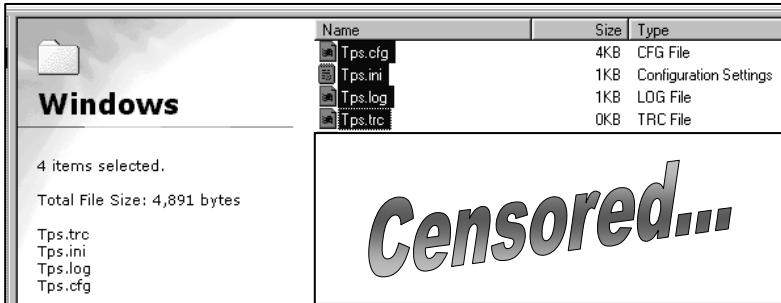 Windows
4 items selected.
Total File Size: 4,891 bytes
Tps.trc
Tps.ini
Tps.log
Tps.cfg
Name Size Type
Tps.cfg 4KB CFG File
Tps.ini 1KB Configuration Settings
Tps.log 1KB LOG File
Tps.trc 0KB TRC File
Censored...